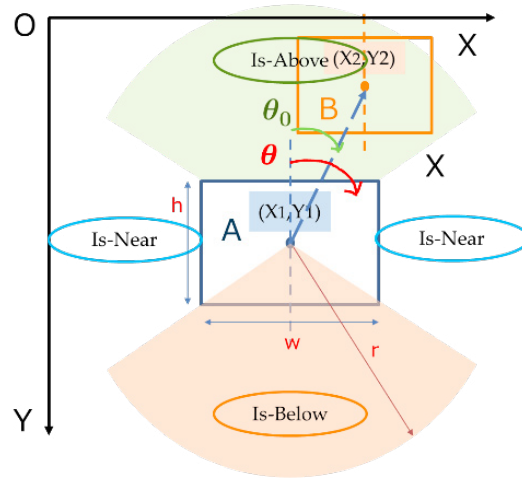 O
X
Is-Above
(X2,Y2)
B
θ0
θ
X
h
(X1,Y1)
A
Is-Near
Is-Near
w
r
Y
Is-Below